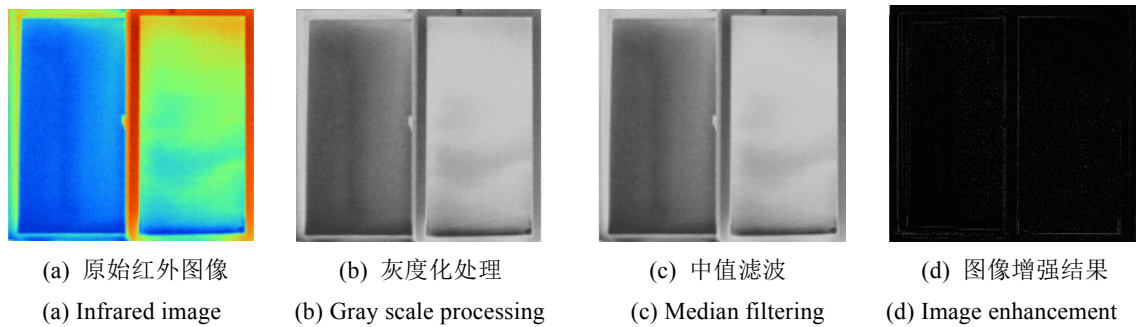 (a) 原始红外图像
(b) 灰度化处理
(c) 中值滤波
(d) 图像增强结果
(a) Infrared image
(b) Gray scale processing
(c) Median filtering
(d) Image enhancement